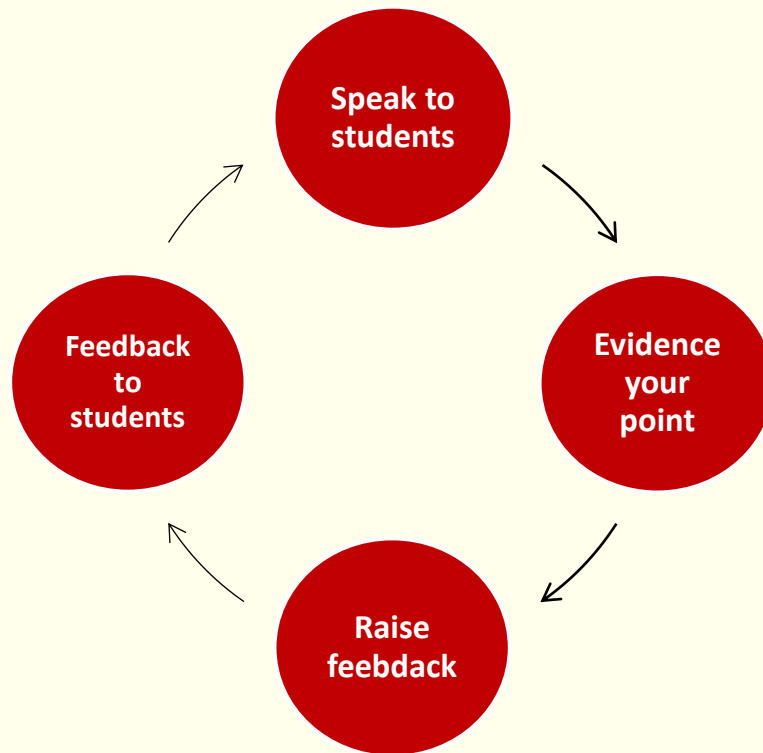 Speak to
students
Evidence
your
point
Raise
feebdack
Feedback
to
students